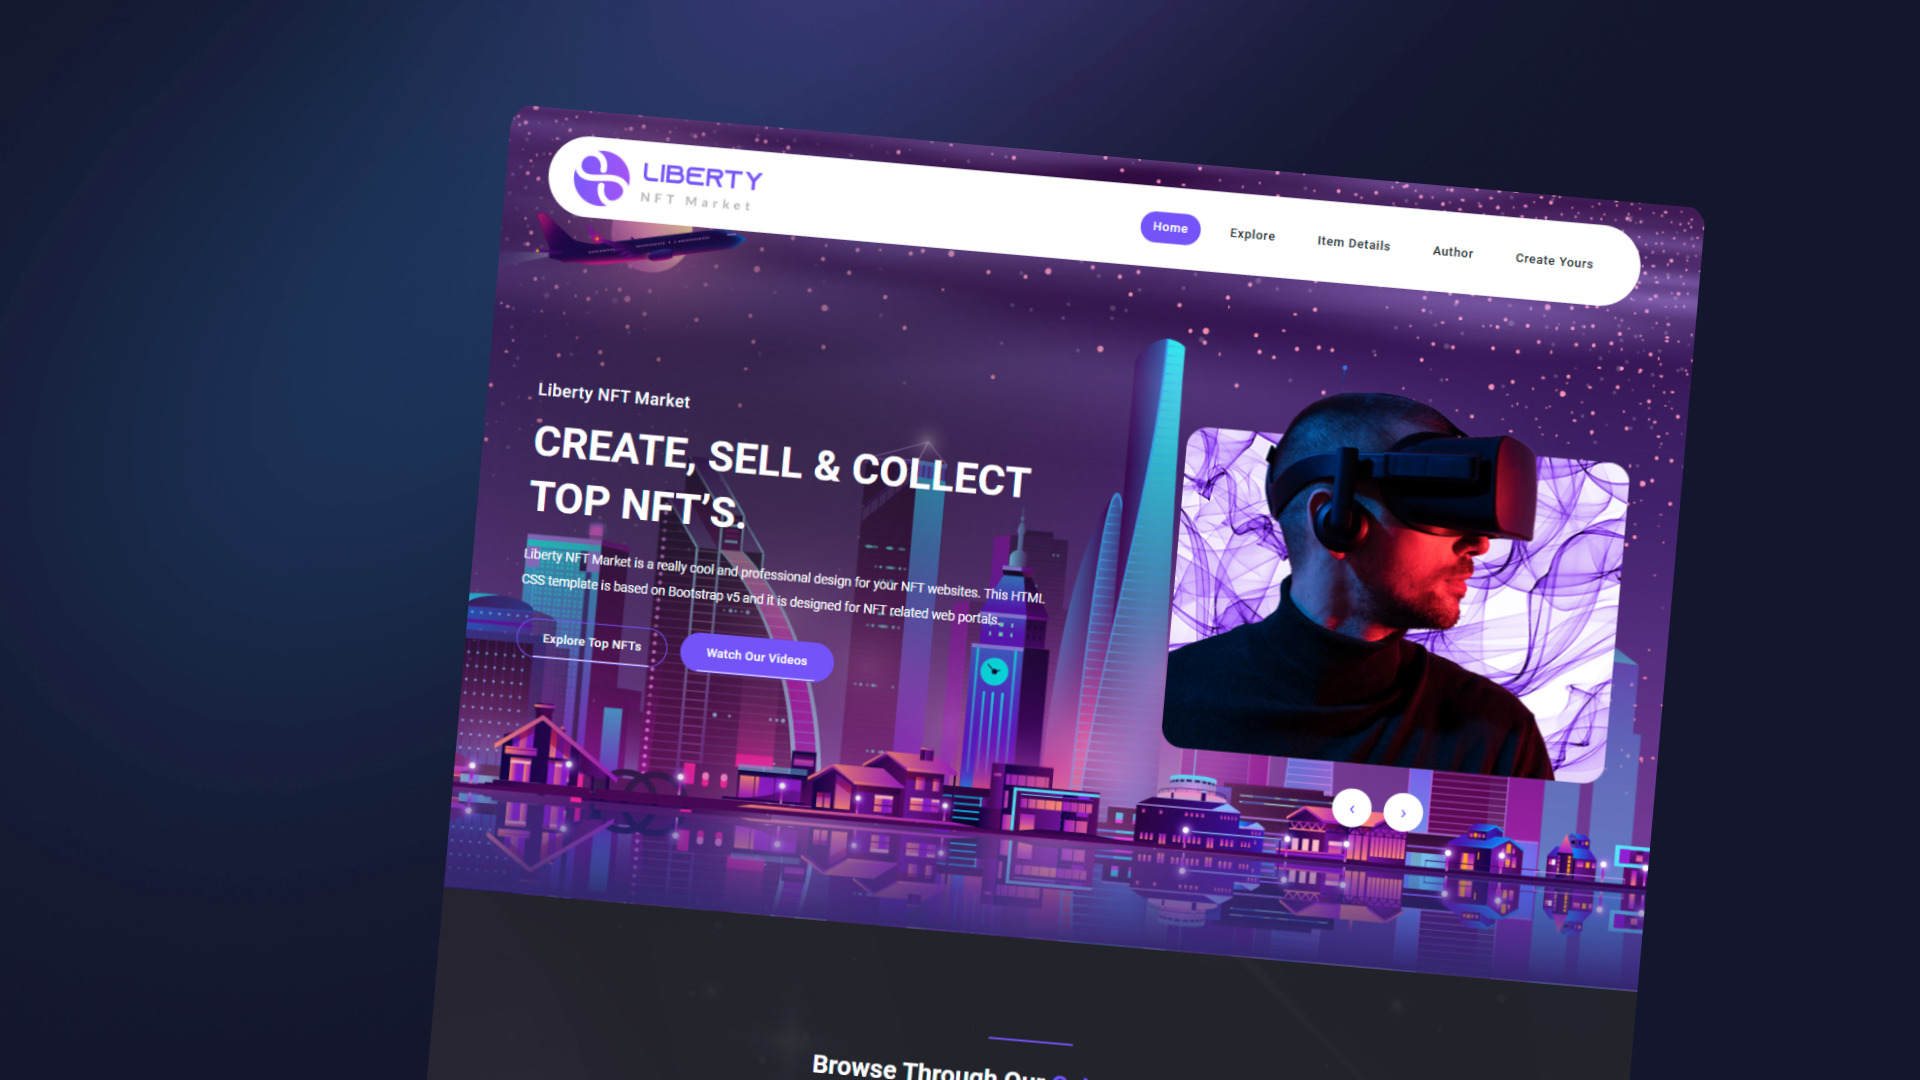 LIBERTY
NFT Market
Home
Explore
Item Details
Author
Create Yours
Liberty NFT Market
CREATE, SELL & COLLECT
TOP NFT’S.
Liberty NFT Market is a really cool and professional design for your NFT websites. This HTML
CSS template is based on Bootstrap v5 and it is designed for NFT related web portals.
Explore Top NFTs
Watch Our Videos
Browse Through Our